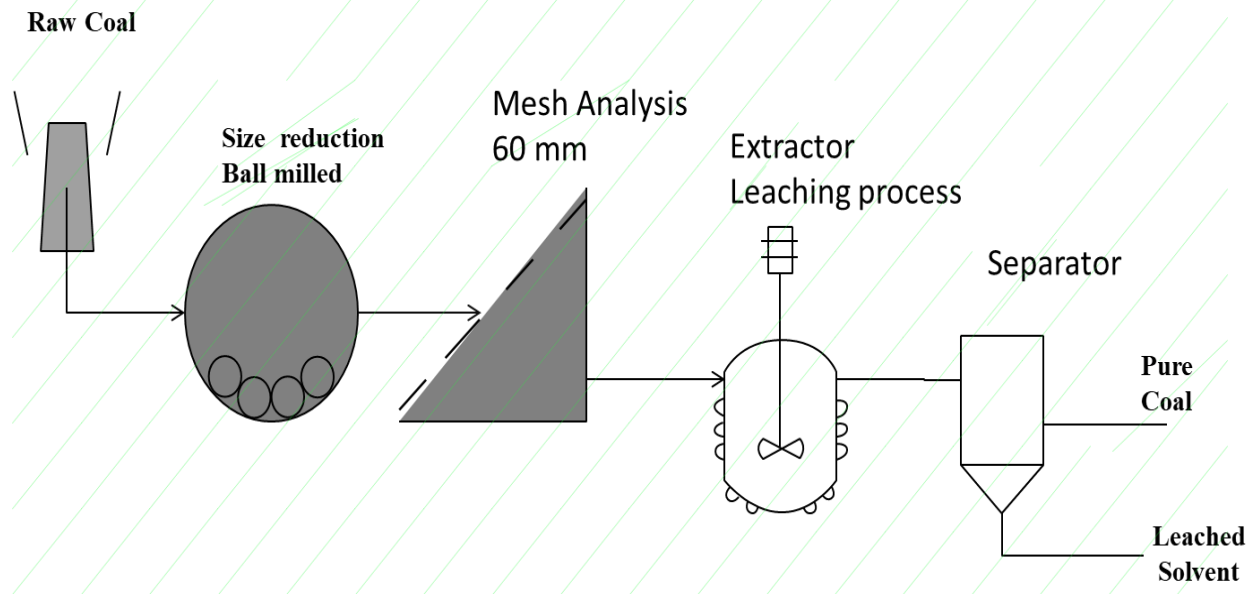 Raw Coal
Size reduction
Ball milled
Mesh Analysis
60 mm
Extractor
Leaching process
Separator
Pure
Coal
Leached
Solvent